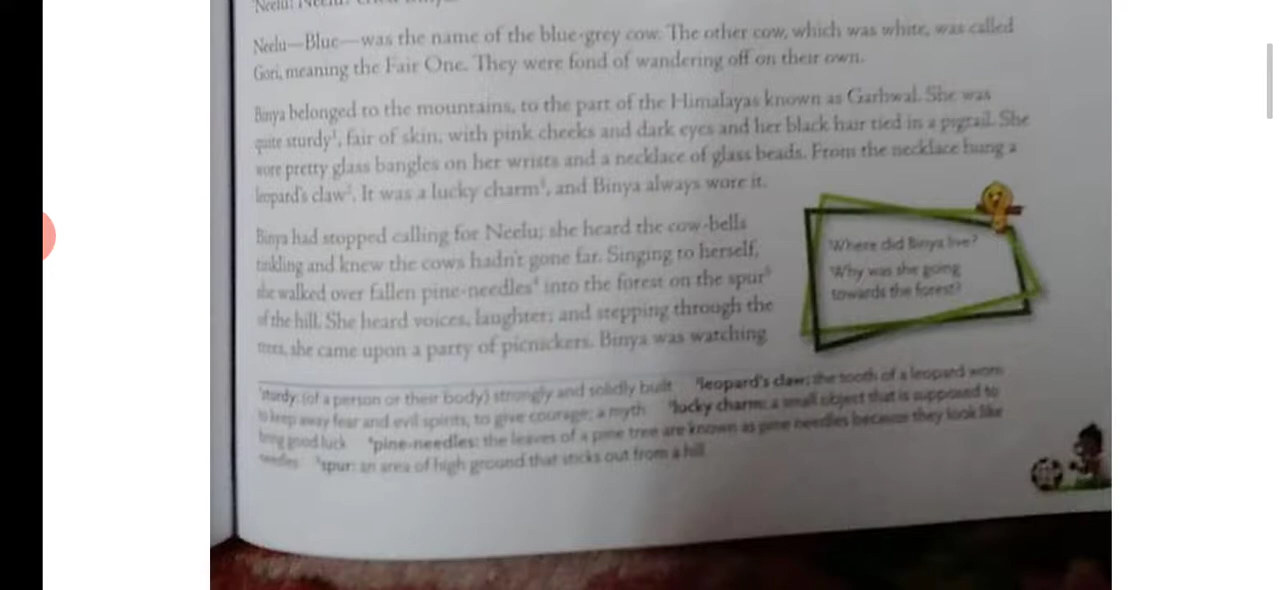 Neelu—Blue—was the name of the blue-grey cow. The other cow, which was white, was called
Gori, meaning the Fair One. They were fond of wandering off on their own.
Binya belonged to the mountains, to the part of the Himalayas known as Garhwal. She was
quite sturdy¹, fair of skin, with pink cheeks and dark eyes and her black hair tied in a pigtail. She
wore pretty glass bangles on her wrists and a necklace of glass beads. From the necklace hung a
leopard's claw². It was a lucky charm³, and Binya always wore it.
Binya had stopped calling for Neelu; she heard the cow-bells
tinkling and knew the cows hadn't gone far. Singing to herself,
she walked over fallen pine-needles⁴ into the forest on the spur⁵
of the hill. She heard voices, laughter; and stepping through the
trees, she came upon a party of picnickers. Binya was watching
Where did Binya live?
Why was she going
towards the forest?
¹sturdy: (of a person or their body) strongly and solidly built ²leopard's claw: the tooth of a leopard worn
to keep away fear and evil spirits, to give courage; a myth ³lucky charm: a small object that is supposed to
bring good luck ⁴pine-needles: the leaves of a pine tree are known as pine needles because they look like
needles ⁵spur: an area of high ground that sticks out from a hill